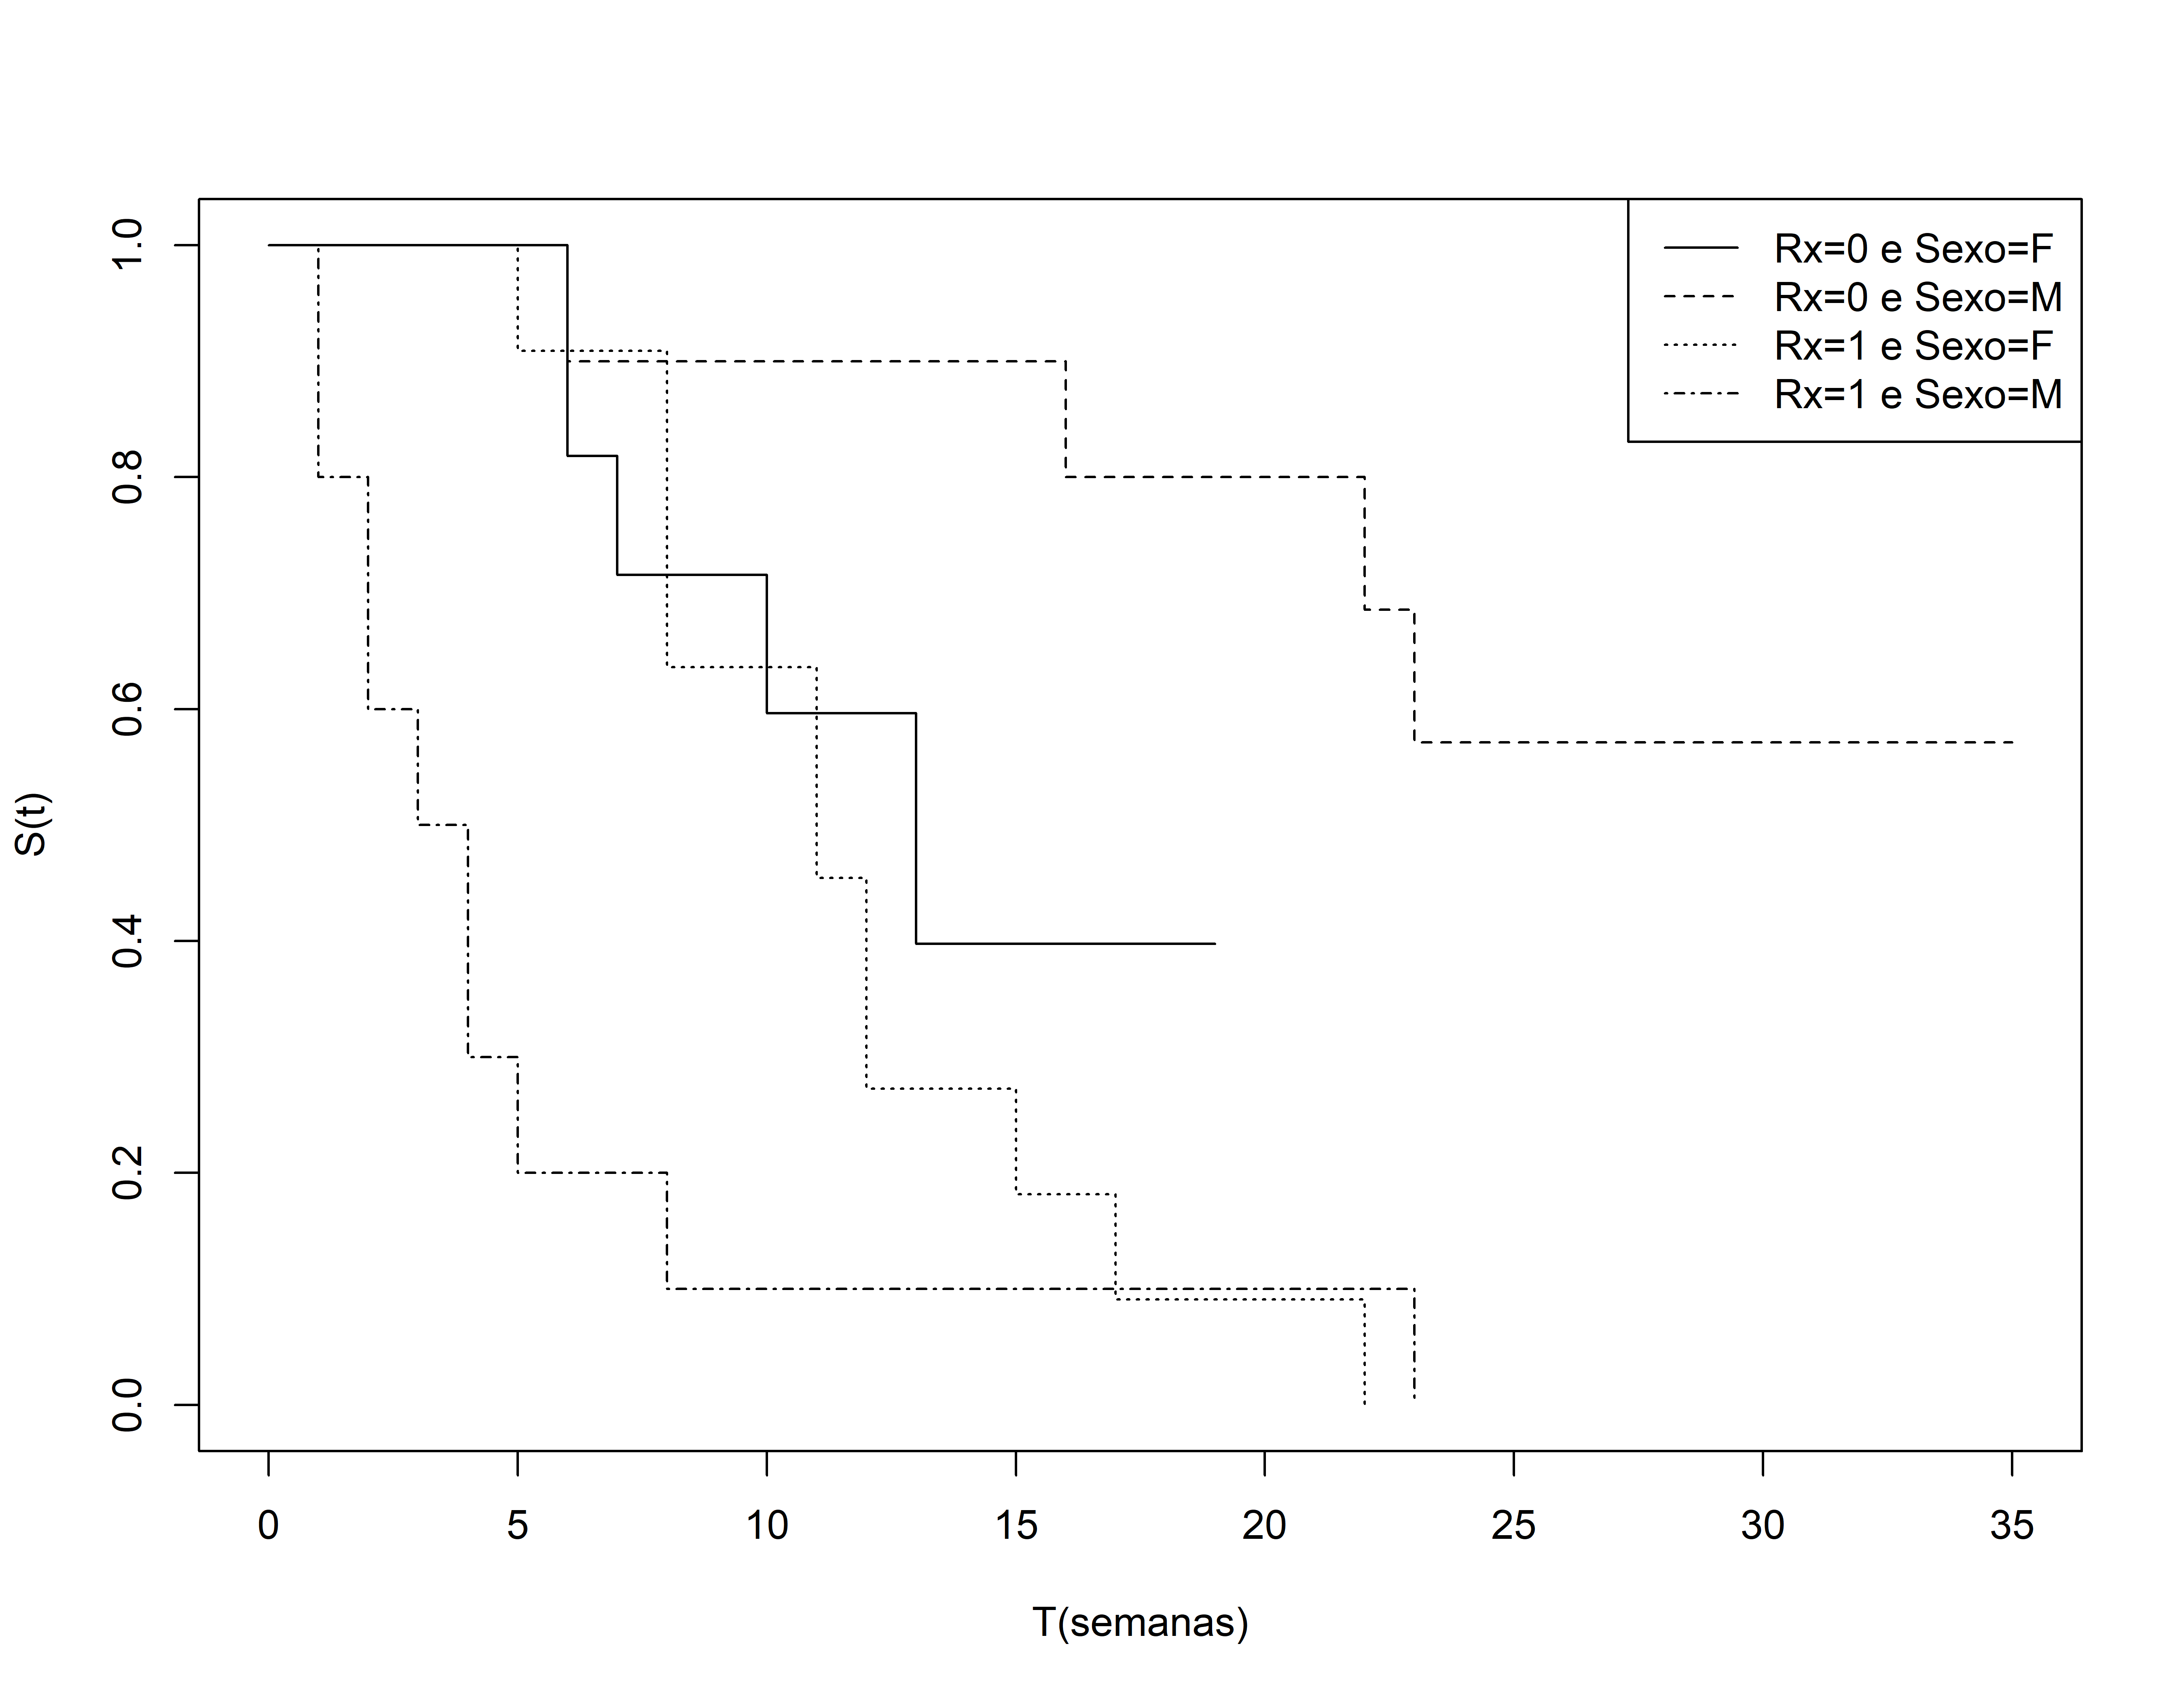 Rx=0 e Sexo=F
Rx=0 e Sexo=M
Rx=1 e Sexo=F
Rx=1 e Sexo=M
1.0
0.8
0.6
0.4
0.2
0.0
S(t)
0 5 10 15 20 25 30 35
T(semanas)